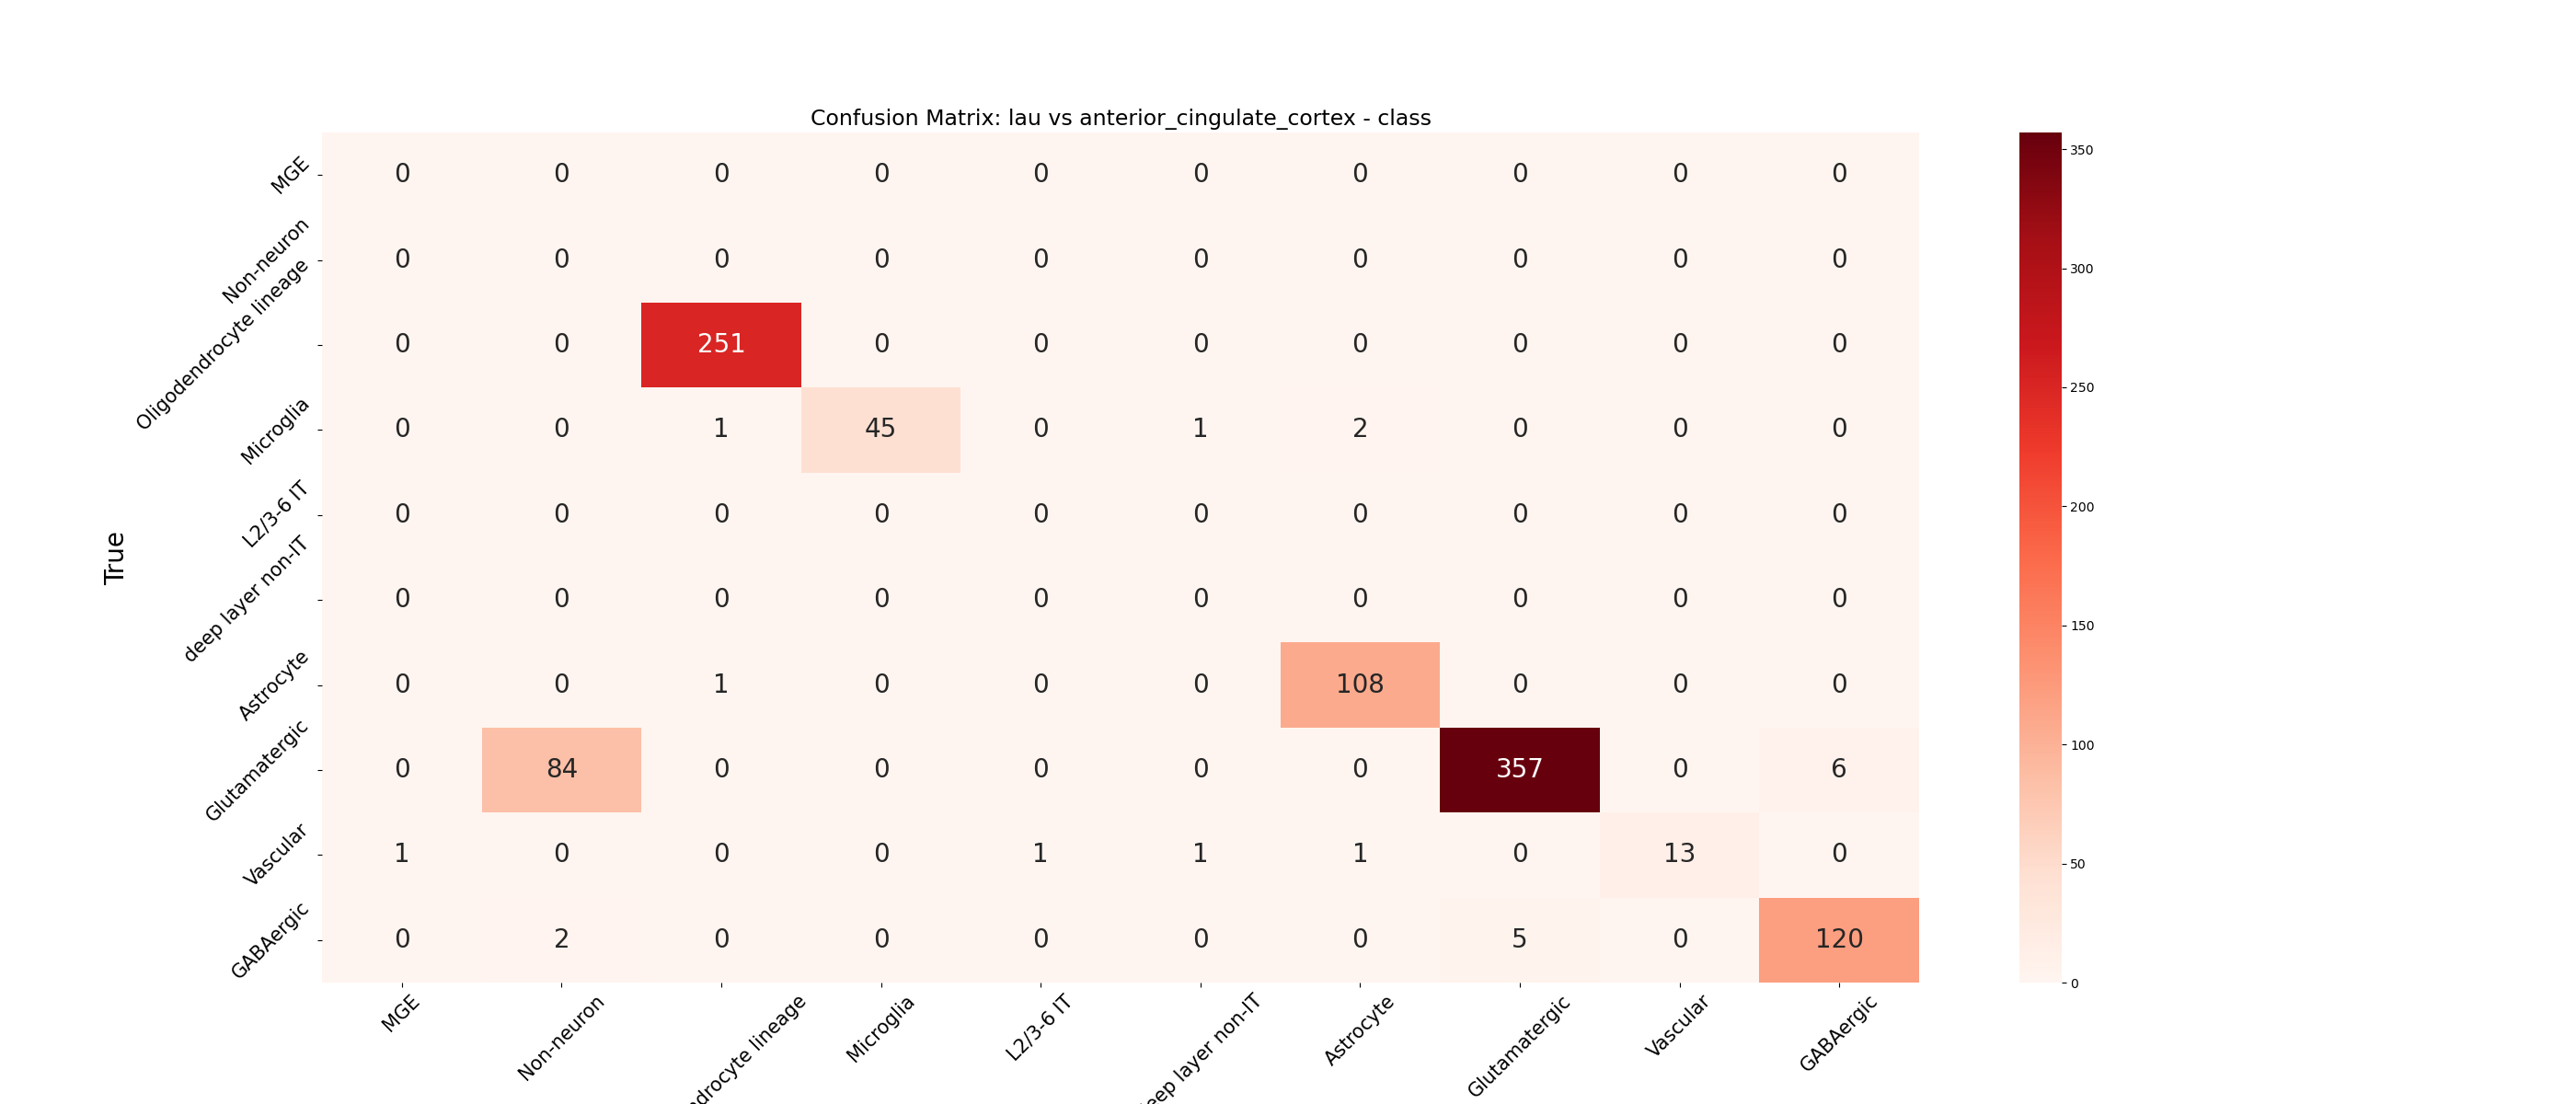 Confusion Matrix: lau vs anterior_cingulate_cortex - class
True
MGE 0 0 0 0 0 0 0 0 0 0
Non-neuron 0 0 0 0 0 0 0 0 0 0
Oligodendrocyte lineage 0 0 251 0 0 0 0 0 0 0
Microglia 0 0 1 45 0 1 2 0 0 0
L2/3-6 IT 0 0 0 0 0 0 0 0 0 0
deep layer non-IT 0 0 0 0 0 0 0 0 0 0
Astrocyte 0 0 1 0 0 0 108 0 0 0
Glutamatergic 0 84 0 0 0 0 0 357 0 6
Vascular 1 0 0 0 1 1 1 0 13 0
GABAergic 0 2 0 0 0 0 0 5 0 120
MGE Non-neuron lineage Microglia L2/3-6 IT layer non-IT Astrocyte Glutamatergic Vascular GABAergic
350
300
250
200
150
100
50
0